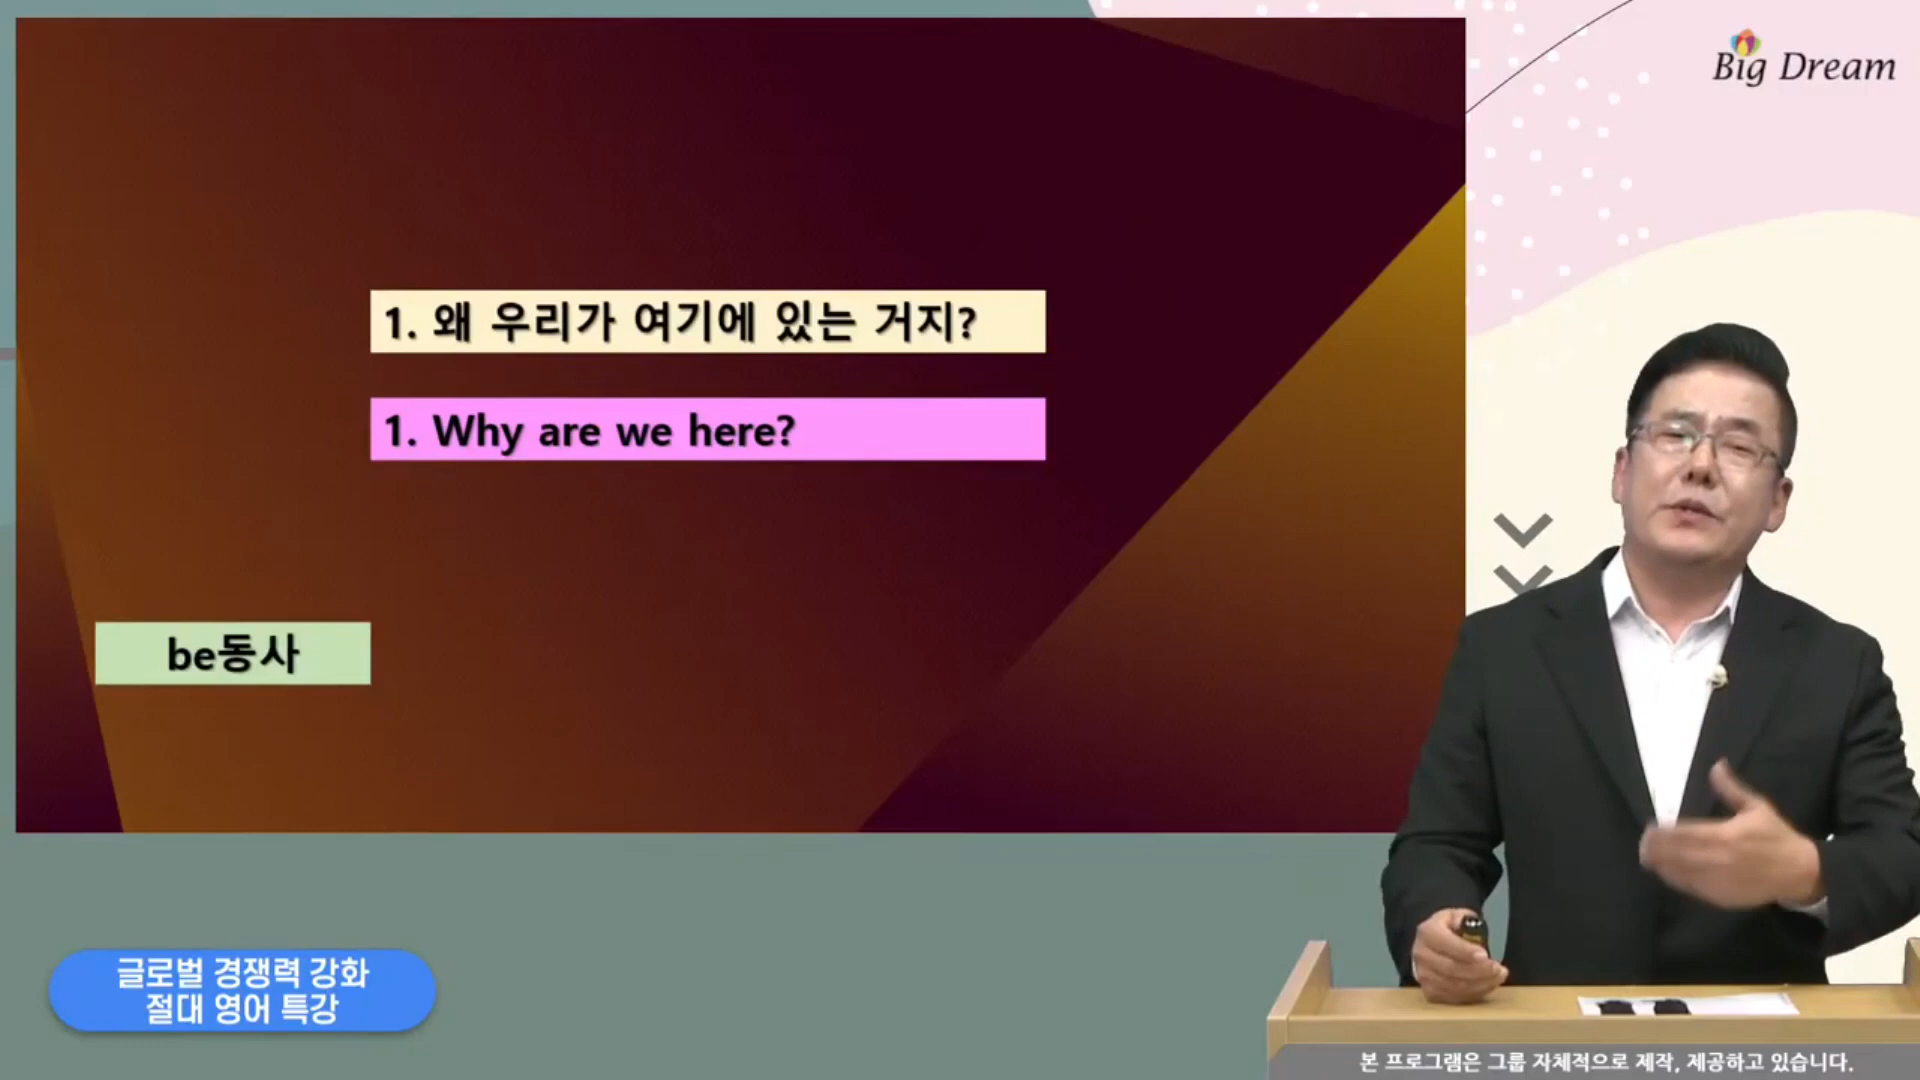 Big Dream
1. 왜 우리가 여기에 있는 거지?
1. Why are we here?
be동사
글로벌 경쟁력 강화
절대 영어 특강
본 프로그램은 그룹 자체적으로 제작, 제공하고 있습니다.